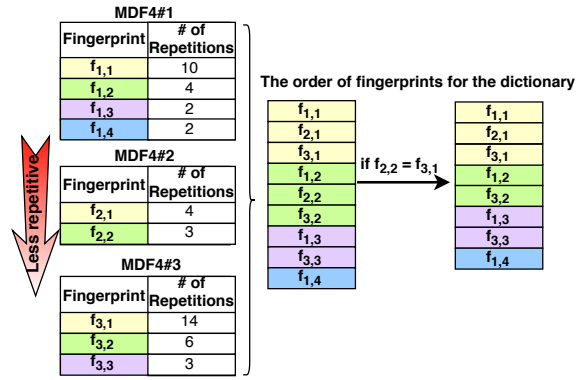 MDF4#1
Fingerprint # of Repetitions
f1,1 10
f1,2 4
f1,3 2
f1,4 2
MDF4#2
Fingerprint # of Repetitions
f2,1 4
f2,2 3
MDF4#3
Fingerprint # of Repetitions
f3,1 14
f3,2 6
f3,3 3
Less repetitive
The order of fingerprints for the dictionary
f1,1
f2,1
f3,1
f1,2
f2,2
f3,2
f1,3
f3,3
f1,4
if f2,2 = f3,1
f1,1
f2,1
f3,1
f1,2
f3,2
f1,3
f3,3
f1,4